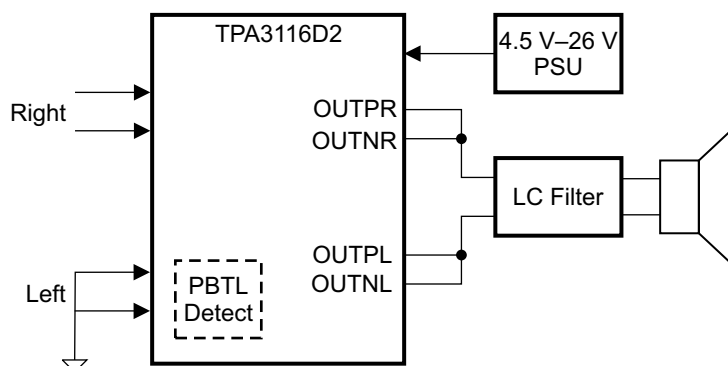 TPA3116D2
4.5 V–26 V
PSU
Right
OUTPR
OUTNR
LC Filter
OUTPL
OUTNL
Left
PBTL
Detect